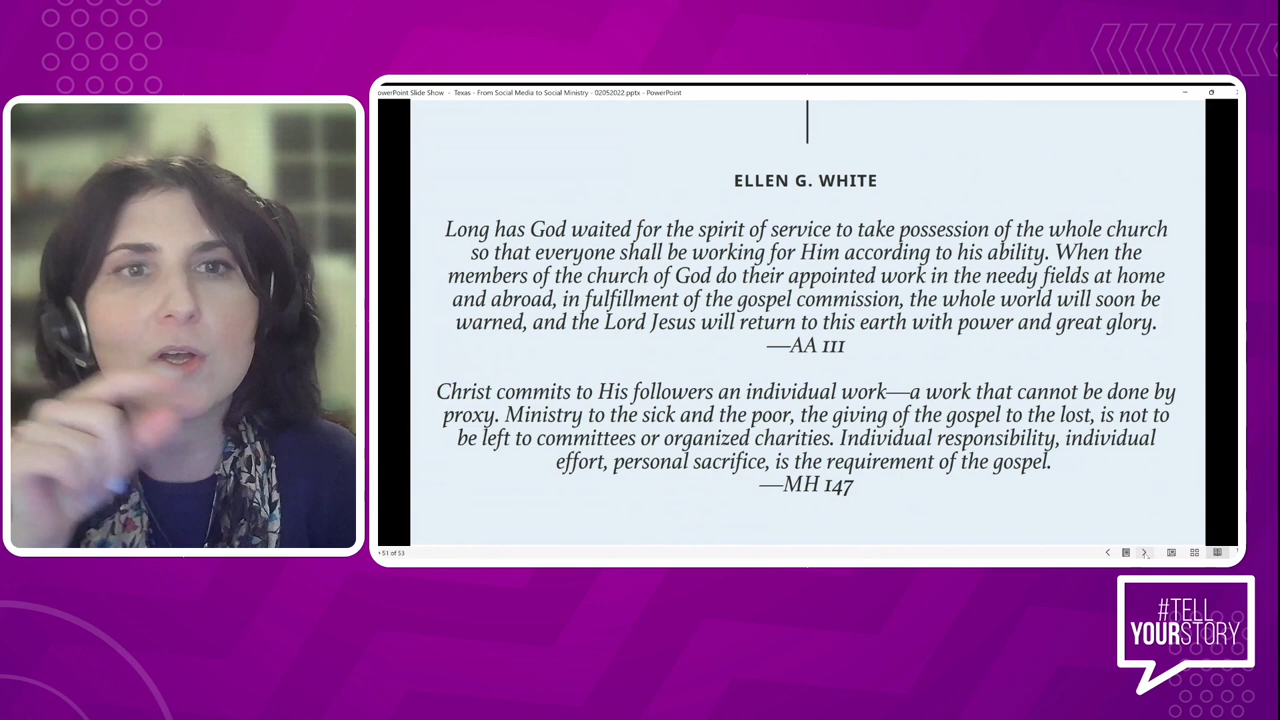 owerPoint Slide Show - Texas - From Social Media to Social Ministry - 02052022.pptx - PowerPoint
ELLEN G. WHITE
Long has God waited for the spirit of service to take possession of the whole church
so that everyone shall be working for Him according to his ability. When the
members of the church of God do their appointed work in the needy fields at home
and abroad, in fulfillment of the gospel commission, the whole world will soon be
warned, and the Lord Jesus will return to this earth with power and great glory.
—AA 111
Christ commits to His followers an individual work—a work that cannot be done by
proxy. Ministry to the sick and the poor, the giving of the gospel to the lost, is not to
be left to committees or organized charities. Individual responsibility, individual
effort, personal sacrifice, is the requirement of the gospel.
—MH 147
51 of 53
#TELL
YOURSTORY